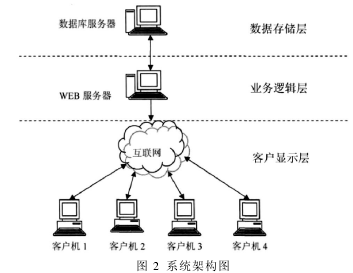 数据库服务器
数据存储层
WEB 服务器
业务逻辑层
互联网
客户显示层
客户机 1
客户机 2
客户机 3
客户机 4
图 2 系统架构图